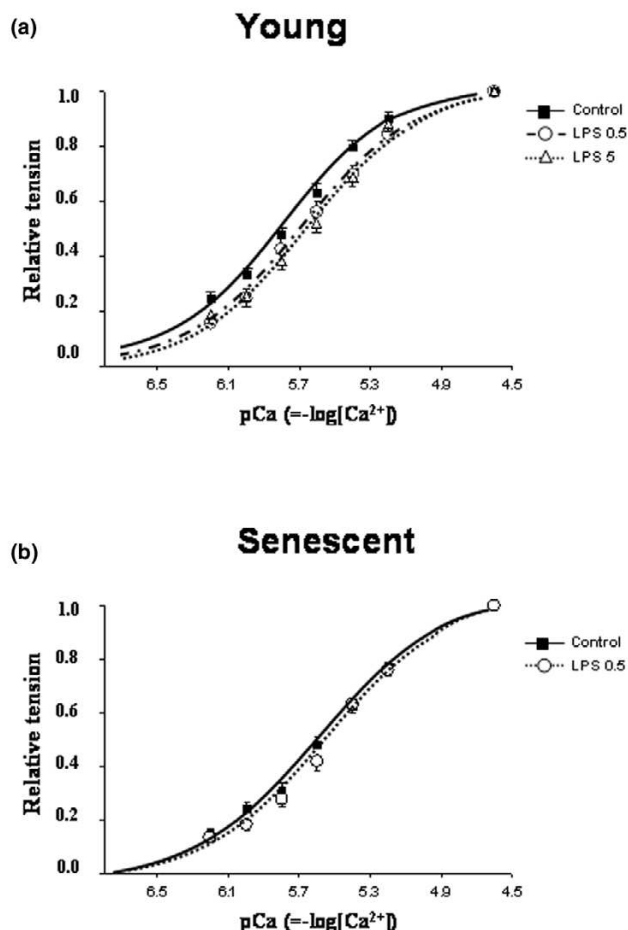 (a)
Young
Relative tension
1.0
0.8
0.6
0.4
0.2
0.0
6.5 6.1 5.7 5.3 4.9 4.5
pCa (=-log[Ca²⁺])
Control
LPS 0.5
LPS 5
(b)
Senescent
Relative tension
1.0
0.8
0.6
0.4
0.2
0.0
6.5 6.1 5.7 5.3 4.9 4.5
pCa (=-log[Ca²⁺])
Control
LPS 0.5